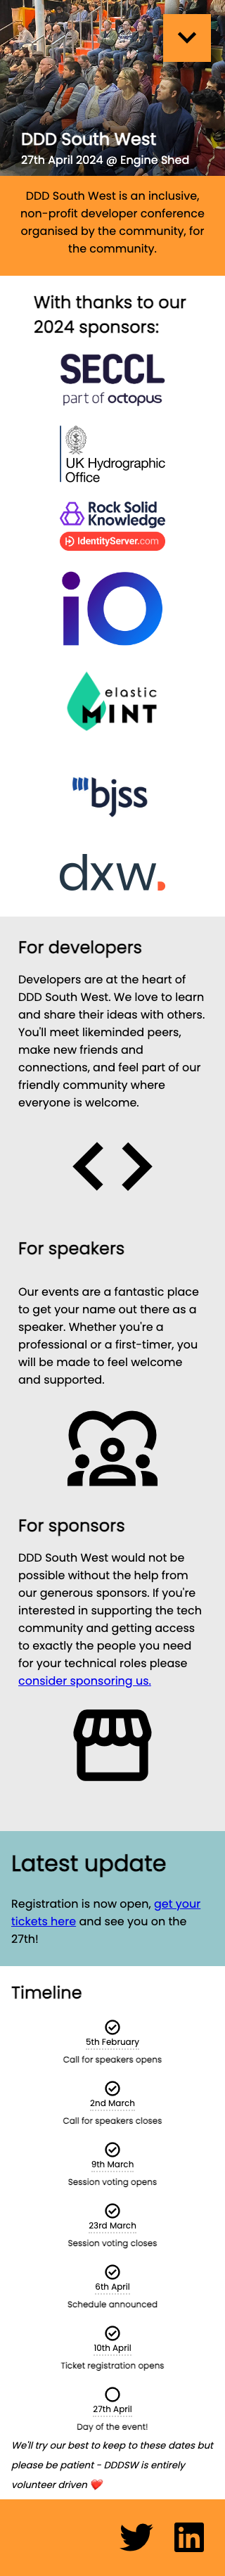 DDD South West
27th April 2024 @ Engine Shed
DDD South West is an inclusive,
non-profit developer conference
organised by the community, for
the community.
With thanks to our
2024 sponsors:
SECCL
part of octopus
UK Hydrographic
Office
Rock Solid
Knowledge
IdentityServer.com
iO
elastic
MINT
bjss
dxw.
For developers
Developers are at the heart of
DDD South West. We love to learn
and share their ideas with others.
You'll meet likeminded peers,
make new friends and
connections, and feel part of our
friendly community where
everyone is welcome.
For speakers
Our events are a fantastic place
to get your name out there as a
speaker. Whether you're a
professional or a first-timer, you
will be made to feel welcome
and supported.
For sponsors
DDD South West would not be
possible without the help from
our generous sponsors. If you're
interested in supporting the tech
community and getting access
to exactly the people you need
for your technical roles please
consider sponsoring us.
Latest update
Registration is now open, get your
tickets here and see you on the
27th!
Timeline
5th February
Call for speakers opens
2nd March
Call for speakers closes
9th March
Session voting opens
23rd March
Session voting closes
6th April
Schedule announced
10th April
Ticket registration opens
27th April
Day of the event!
We'll try our best to keep to these dates but
please be patient - DDDSW is entirely
volunteer driven ❤️
in